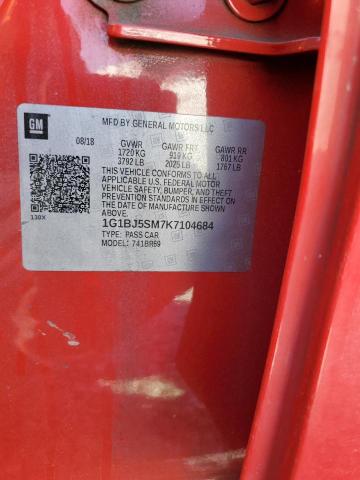 GM
MFD BY GENERAL MOTORS LLC
08/18 GVWR GAWR FRT GAWR RR
1720 KG 919 KG 801 KG
3792 LB 2025 LB 1767 LB
THIS VEHICLE CONFORMS TO ALL
APPLICABLE U.S. FEDERAL MOTOR
VEHICLE SAFETY, BUMPER, AND THEFT
PREVENTION STANDARDS IN EFFECT ON
THE DATE OF MANUFACTURE SHOWN
ABOVE.
130X
1G1BJ5SM7K7104684
TYPE: PASS CAR
MODEL: 741BR69